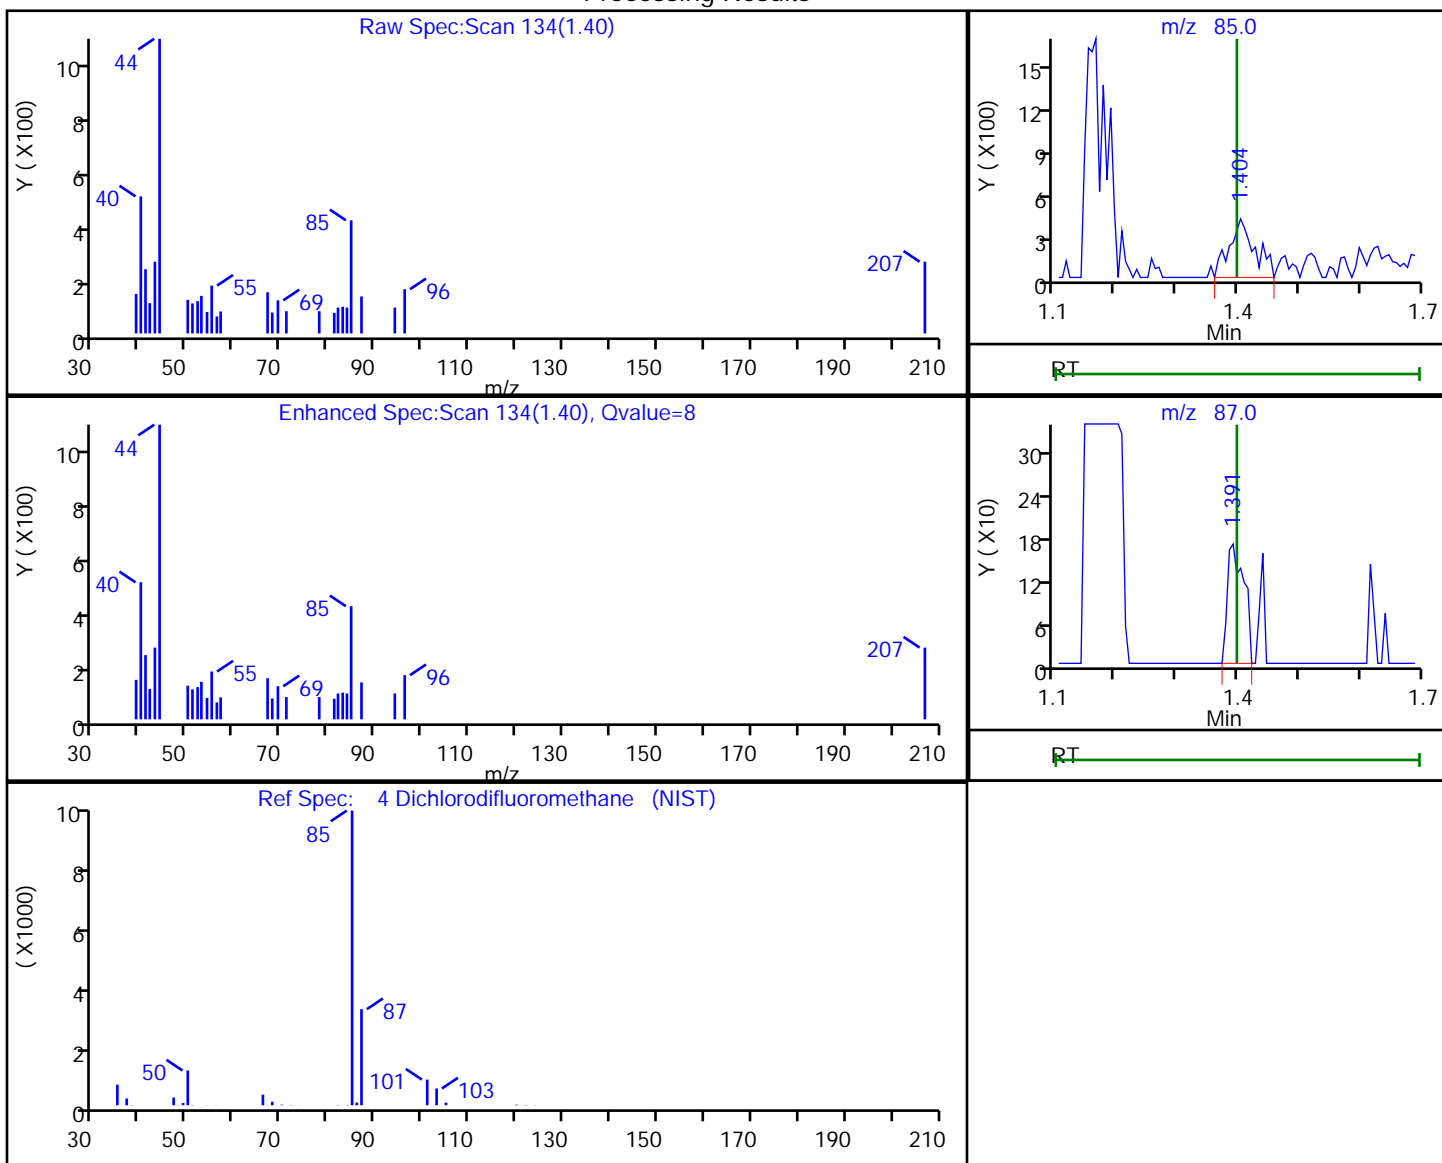 Processing Results
Raw Spec:Scan 134(1.40)
Y ( X100)
10
8
6
4
2
0
44
40
55
69
85
96
207
30 50 70 90 110 130 150 170 190 210
m/z
m/z 85.0
Y ( X100)
15
12
9
6
3
0
1.404
1.1 1.4 1.7
Min
RT
Enhanced Spec:Scan 134(1.40), Qvalue=8
Y ( X100)
10
8
6
4
2
0
44
40
55
69
85
96
207
30 50 70 90 110 130 150 170 190 210
m/z
m/z 87.0
Y ( X10)
30
24
18
12
6
0
1.391
1.1 1.4 1.7
Min
RT
Ref Spec: 4 Dichlorodifluoromethane (NIST)
( X1000)
10
8
6
4
2
0
85
87
50
101
103
30 50 70 90 110 130 150 170 190 210